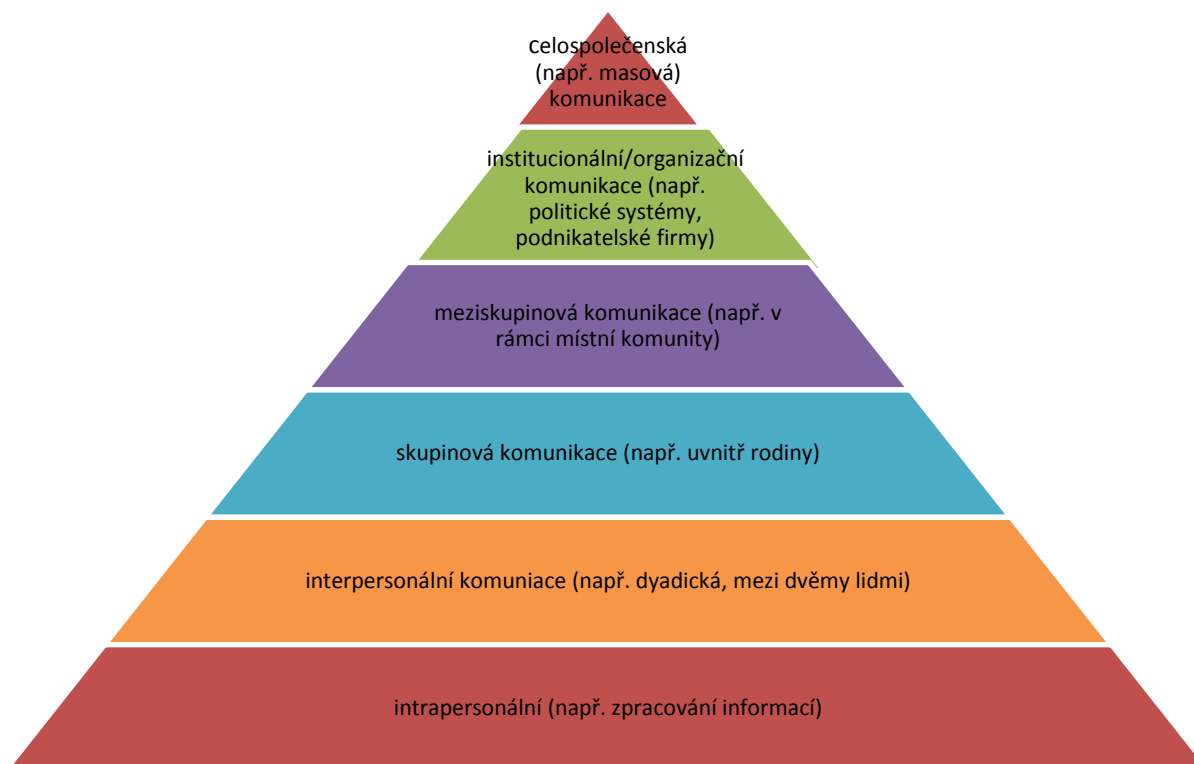 celospolečenská
(např. masová)
komunikace
institucionální/organizační
komunikace (např.
politické systémy,
podnikatelské firmy)
meziskupinová komunikace (např. v
rámci místní komunity)
skupinová komunikace (např. uvnitř rodiny)
interpersonální komuniace (např. dyadická, mezi dvěmy lidmi)
intrapersonální (např. zpracování informací)